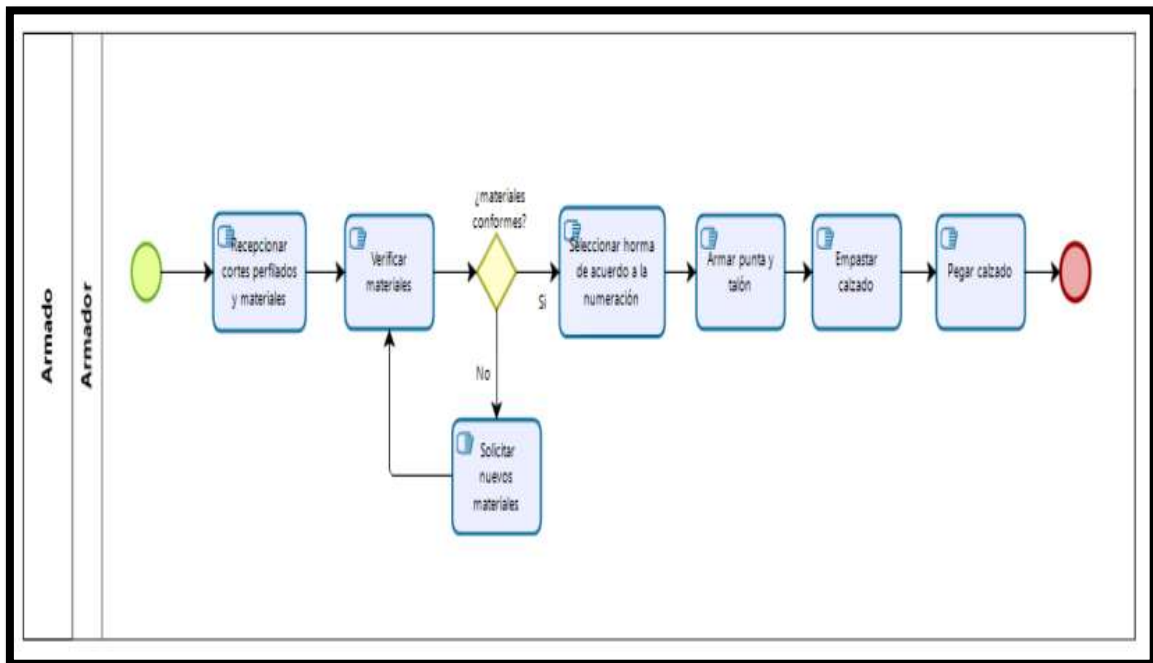 Armado
Armador
Recepcionar
cortes perfilados
y materiales
Verificar
materiales
¿materiales
conformes?
Si
No
Solicitar
nuevos
materiales
Seleccionar horma
de acuerdo a la
numeración
Armar punta y
talón
Empastar
calzado
Pegar calzado